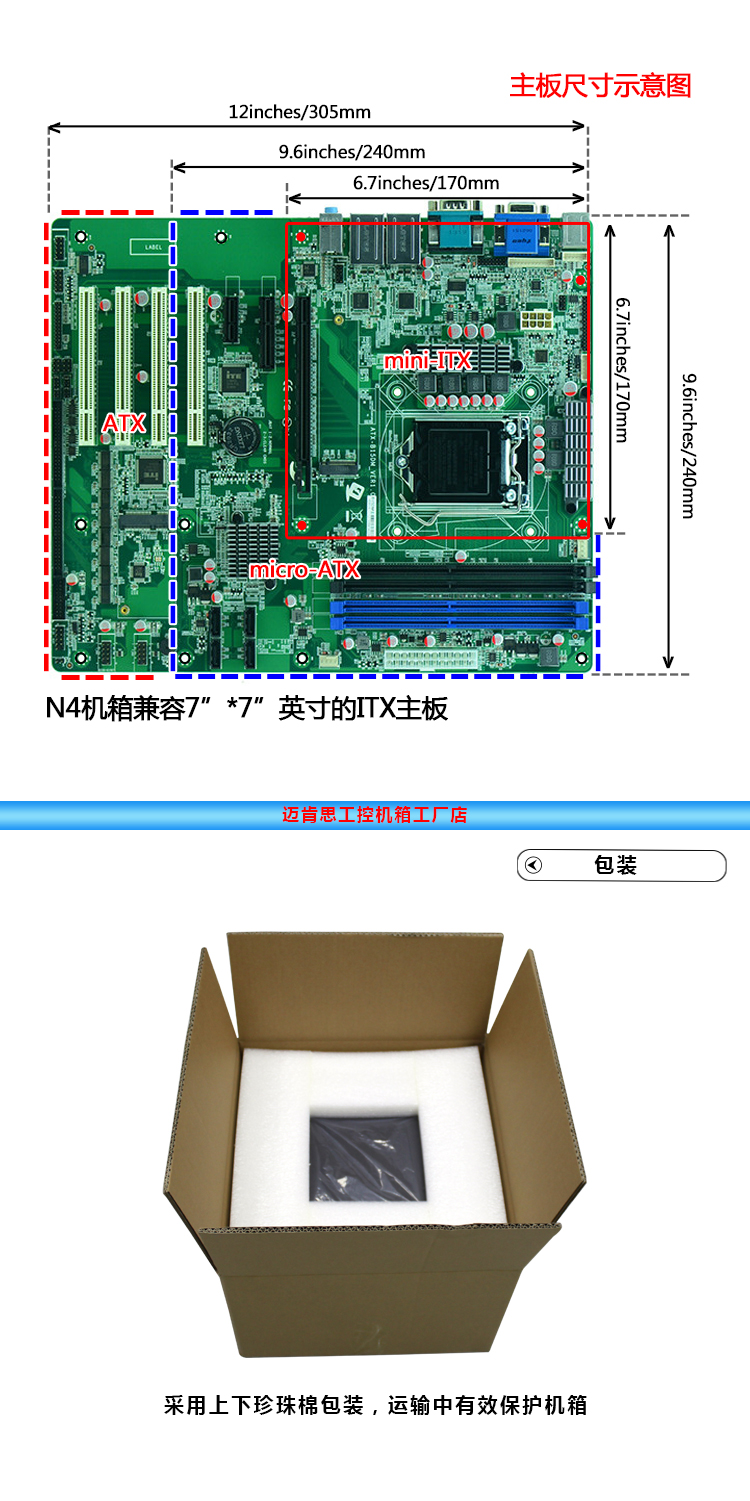 主板尺寸示意图
12inches/305mm
9.6inches/240mm
6.7inches/170mm
LABEL
6.7inches/170mm
9.6inches/240mm
mini-ITX
ATX
micro-ATX
N4机箱兼容7”*7”英寸的ITX主板
迈肯思工控机箱工厂店
包装
采用上下珍珠棉包装，运输中有效保护机箱